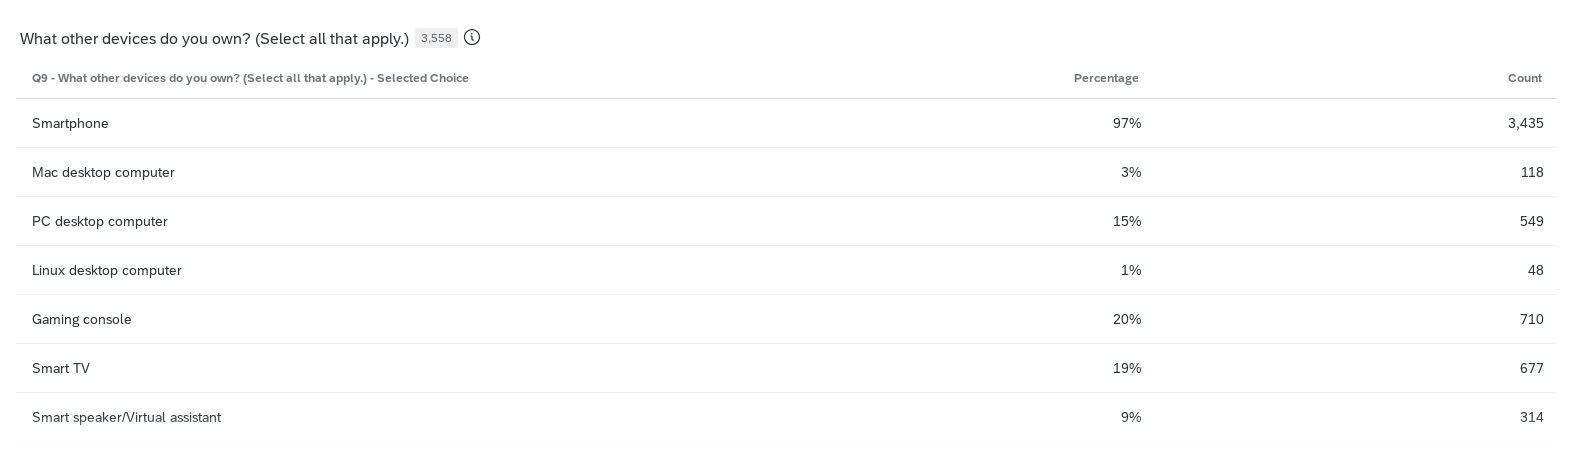 What other devices do you own? (Select all that apply.) 3,558
Q9 - What other devices do you own? (Select all that apply.) - Selected Choice Percentage Count
Smartphone 97% 3,435
Mac desktop computer 3% 118
PC desktop computer 15% 549
Linux desktop computer 1% 48
Gaming console 20% 710
Smart TV 19% 677
Smart speaker/Virtual assistant 9% 314